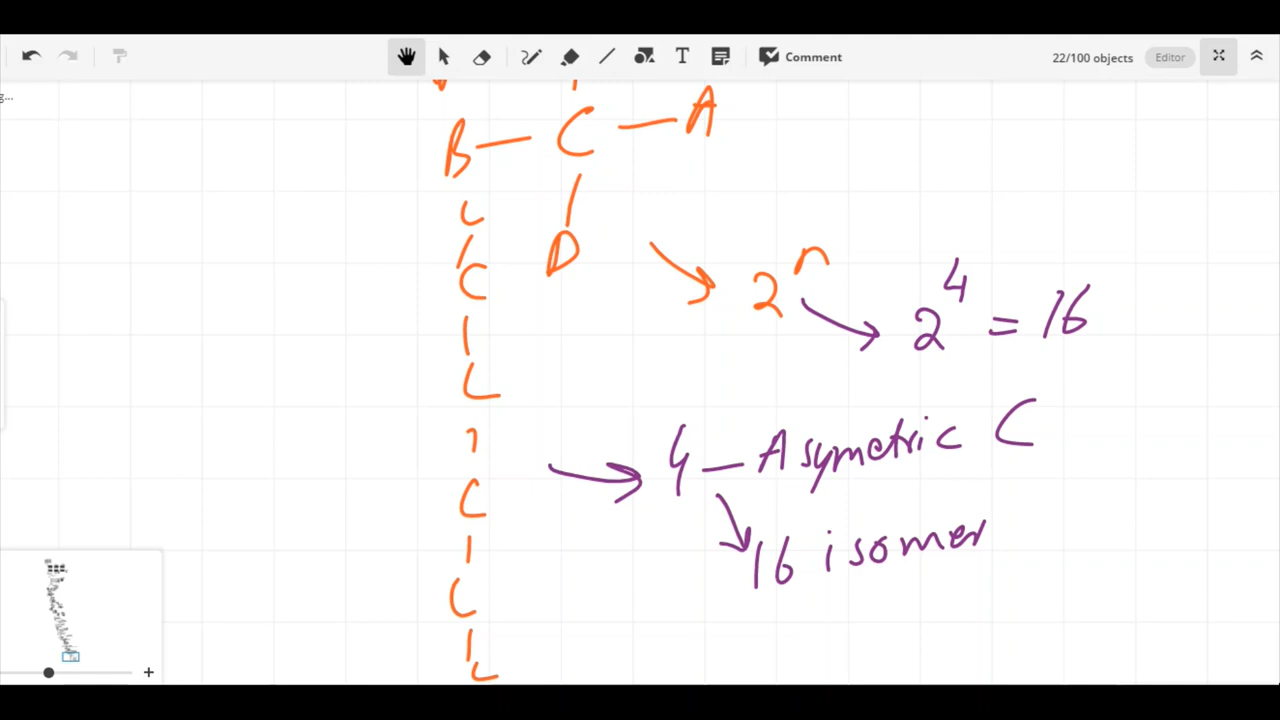 Comment
22/100 objects
Editor
g...
B — C — A
D
C
C
C
C
C
C
C
2^n
2^4 = 16
4 — Asymetric C
16 isomer